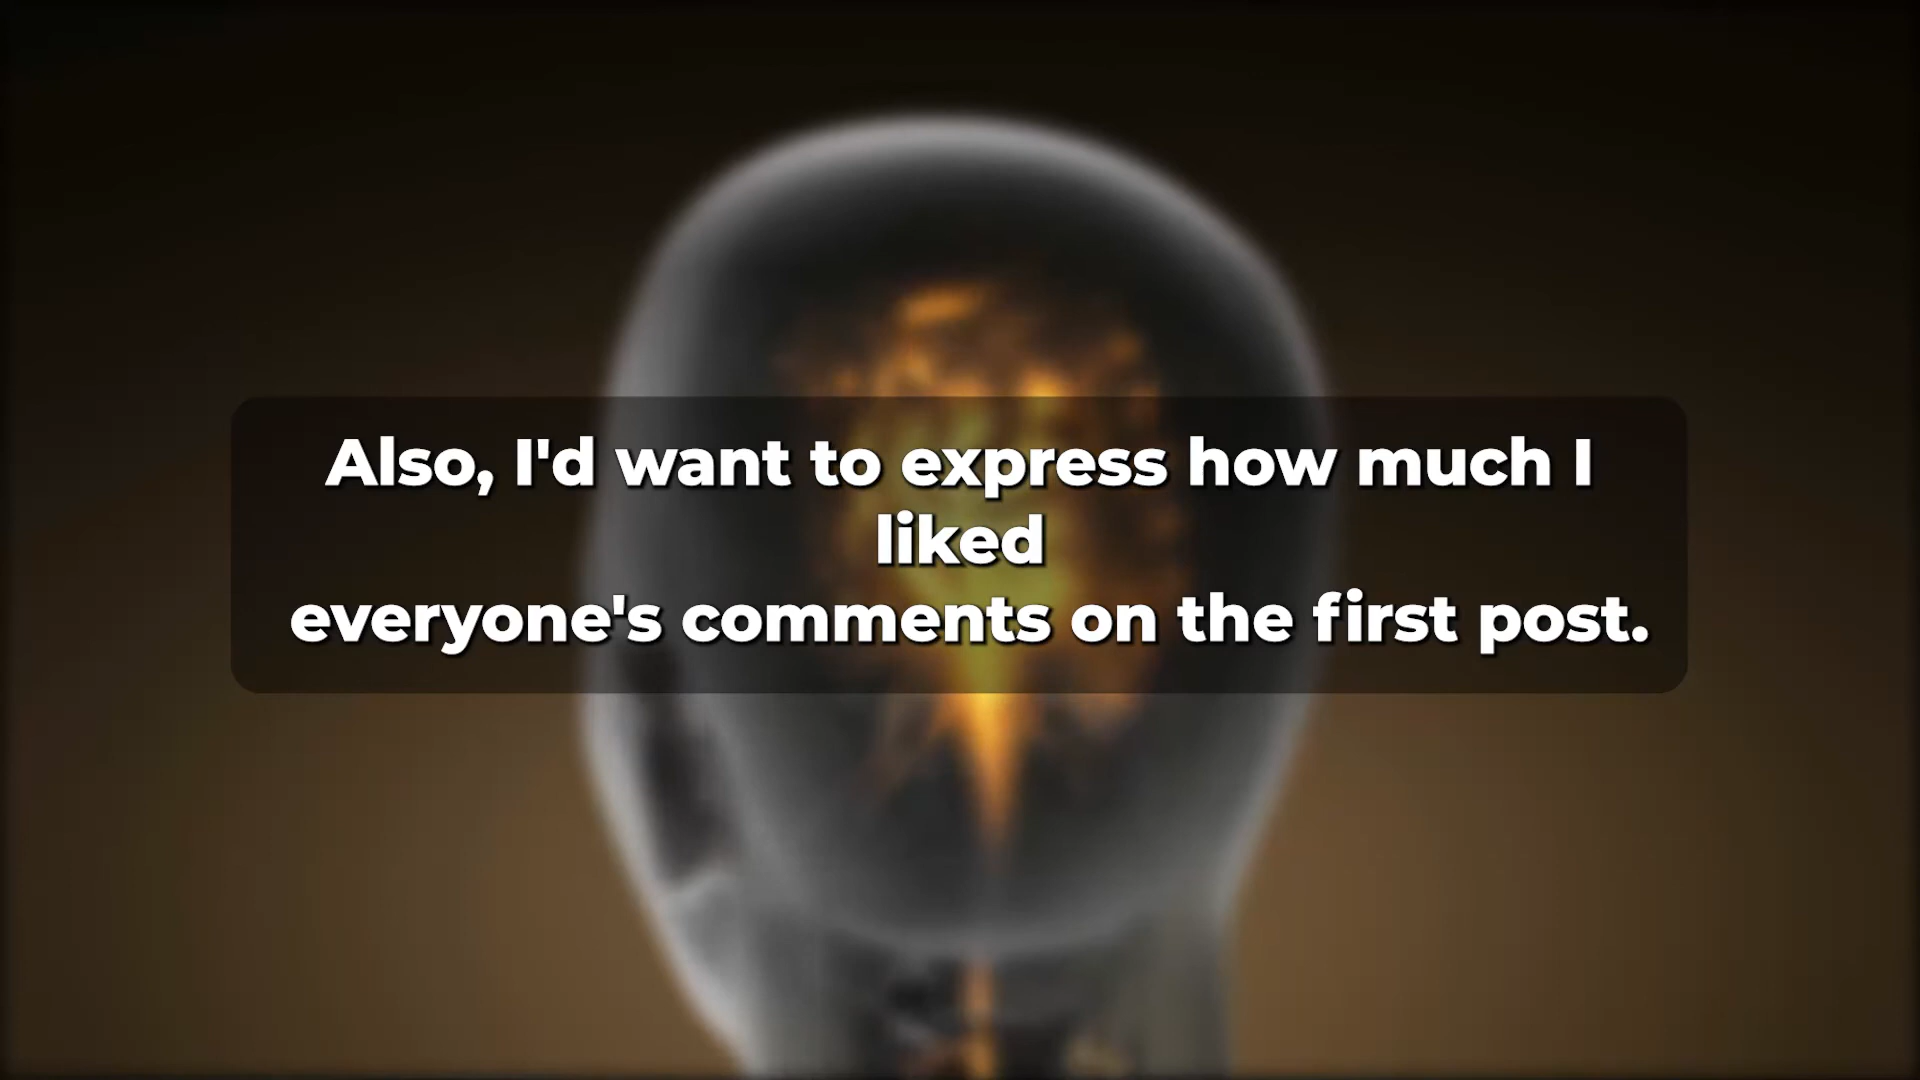 Also, I'd want to express how much I
liked
everyone's comments on the first post.